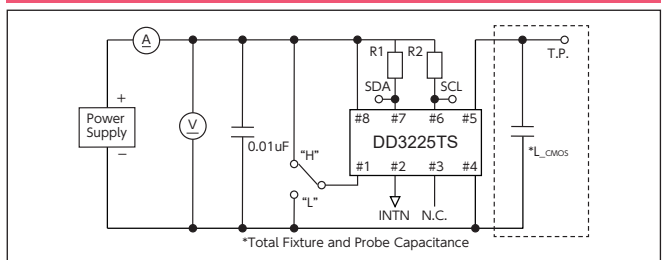 A
R1 R2
T.P.
SDA SCL
+
Power
Supply
−
V
0.01uF
#8 #7 #6 #5
DD3225TS
#1 #2 #3 #4
"H"
"L"
*L_CMOS
INTN N.C.
*Total Fixture and Probe Capacitance